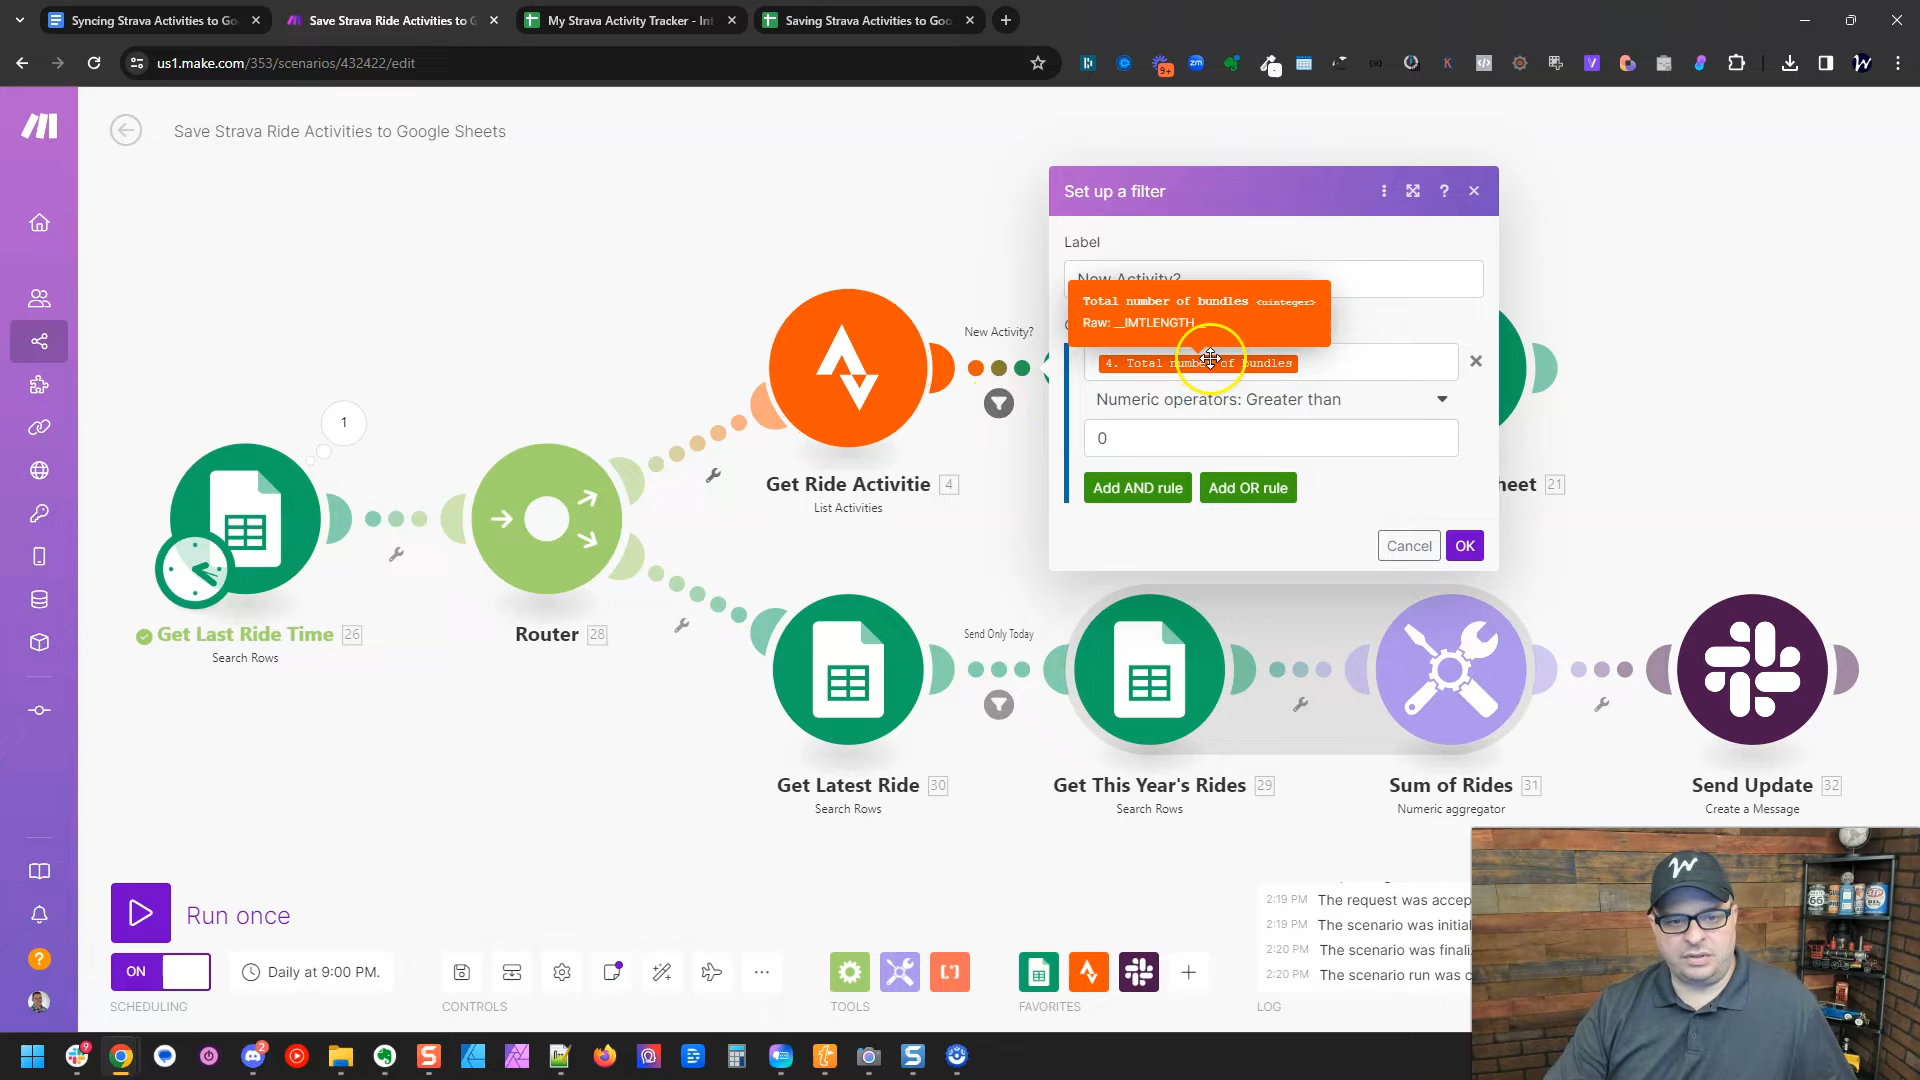 Syncing Strava Activities to Go
Save Strava Ride Activities to G
My Strava Activity Tracker - Int
Saving Strava Activities to Goo
us1.make.com/353/scenarios/432422/edit
9+
zm
Save Strava Ride Activities to Google Sheets
Set up a filter
Label
New Activity?
Total number of bundles <uinteger>
Raw: __IMTLENGTH__
4. Total number of bundles
Numeric operators: Greater than
0
Add AND rule
Add OR rule
Cancel
OK
New Activity?
1
Get Ride Activitie 4
List Activities
heet 21
Get Last Ride Time 26
Search Rows
Router 28
Send Only Today
Get Latest Ride 30
Search Rows
Get This Year's Rides 29
Search Rows
Sum of Rides 31
Numeric aggregator
Send Update 32
Create a Message
Run once
2:19 PM The request was accep
2:19 PM The scenario was initial
2:20 PM The scenario was finali
2:20 PM The scenario run was c
ON
Daily at 9:00 PM.
SCHEDULING
CONTROLS
TOOLS
FAVORITES
LOG
9
2